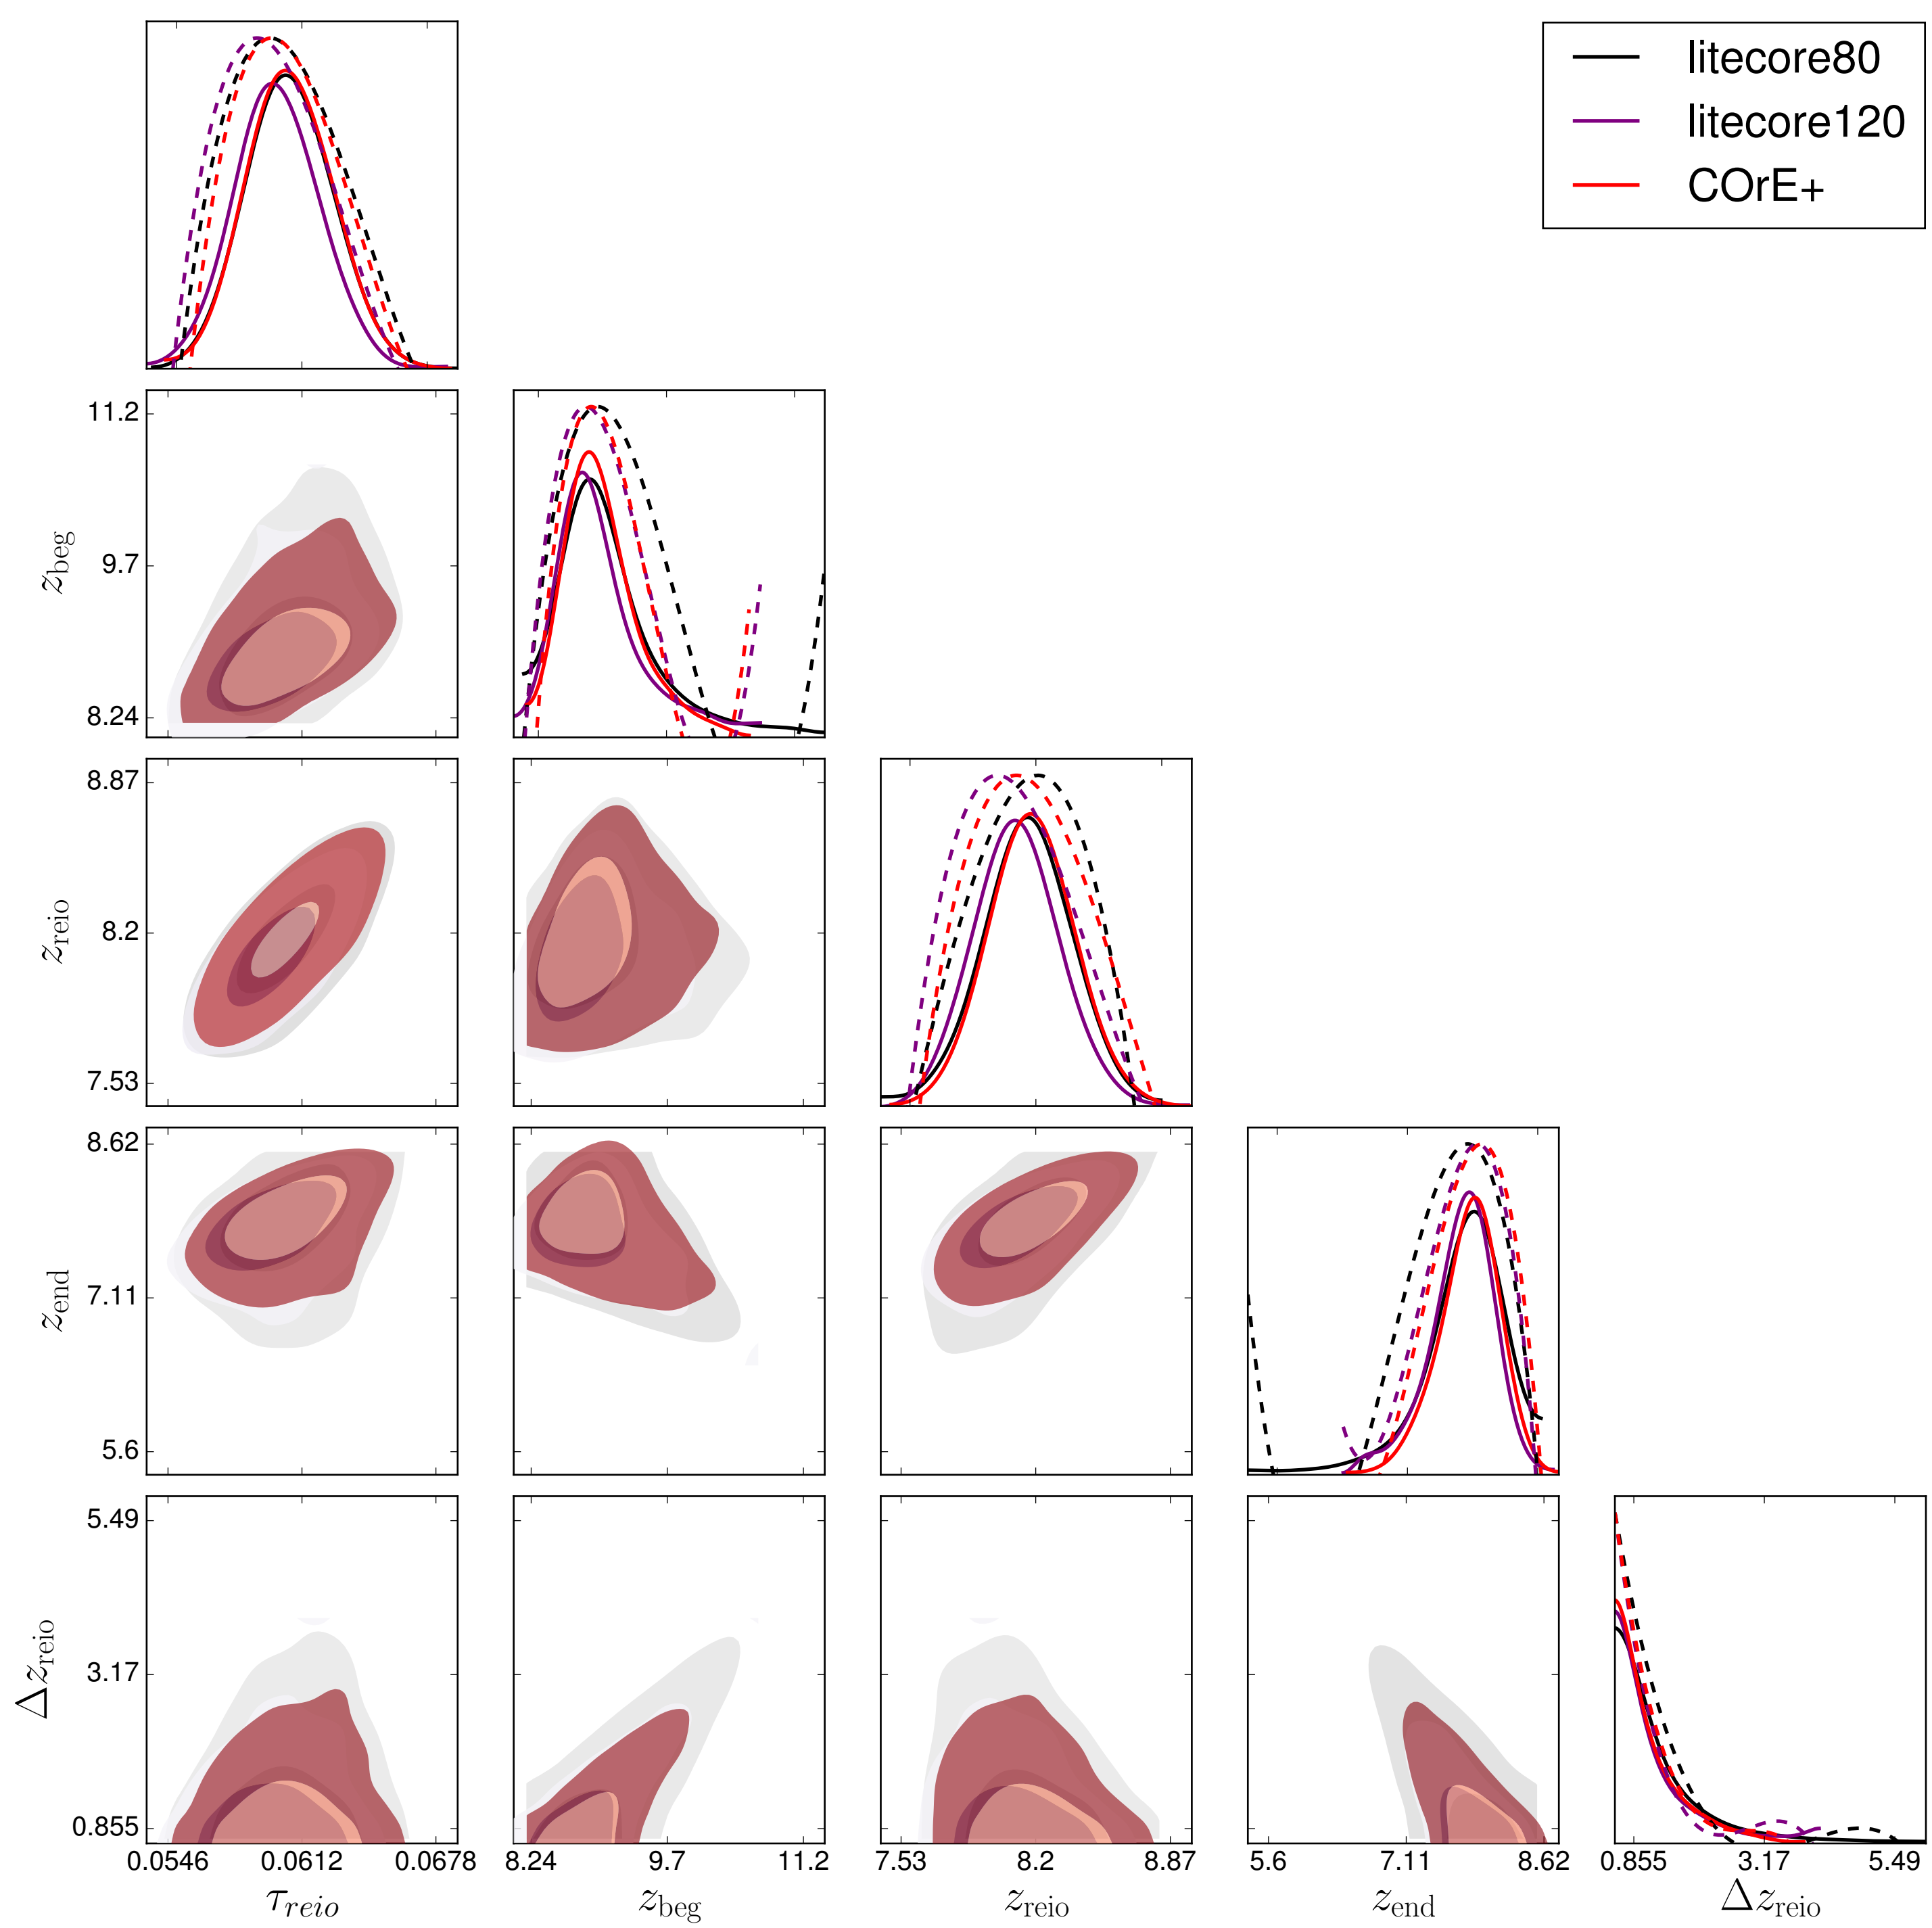 litecore80
litecore120
COrE+
11.2
9.7
8.24
z_beg
8.87
8.2
7.53
z_reio
8.62
7.11
5.6
z_end
5.49
3.17
0.855
Δz_reio
0.0546 0.0612 0.0678 8.24 9.7 11.2 7.53 8.2 8.87 5.6 7.11 8.62 0.855 3.17 5.49
τ_reio z_beg z_reio z_end Δz_reio